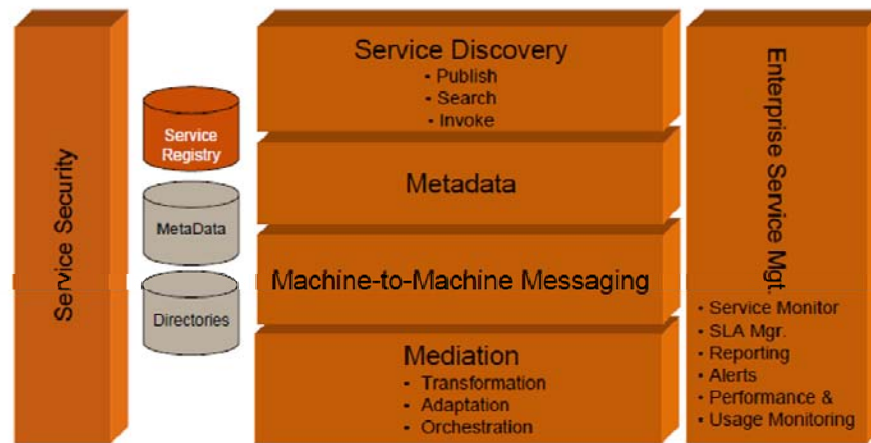 Service Security
Service
Registry
MetaData
Directories
Service Discovery
• Publish
• Search
• Invoke
Metadata
Machine-to-Machine Messaging
Mediation
• Transformation
• Adaptation
• Orchestration
Enterprise Service Mgt.
• Service Monitor
• SLA Mgr.
• Reporting
• Alerts
• Performance &
• Usage Monitoring